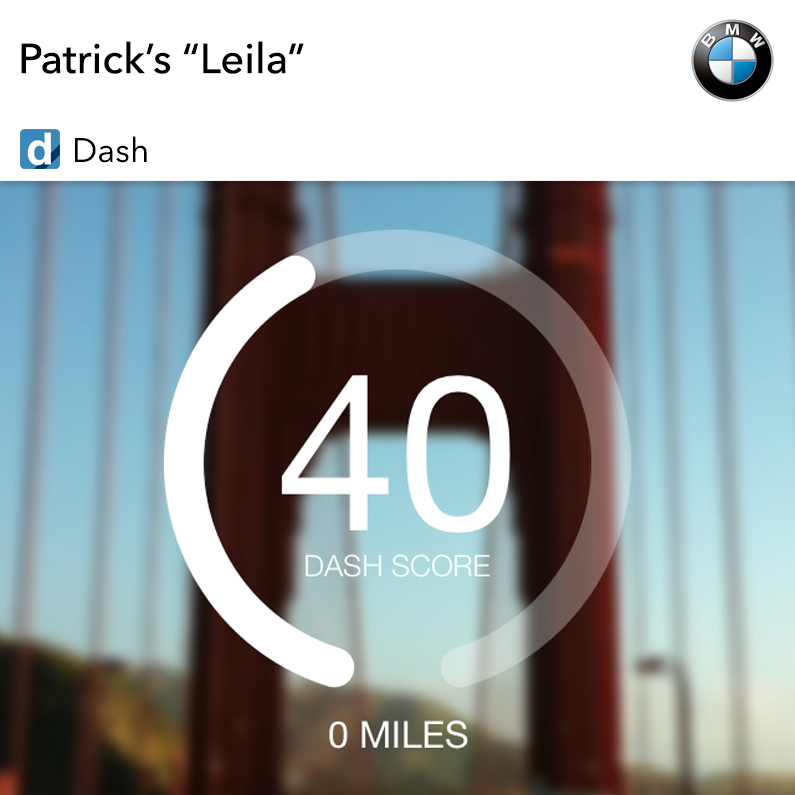 Patrick’s “Leila”
BMW
d Dash
40
DASH SCORE
0 MILES